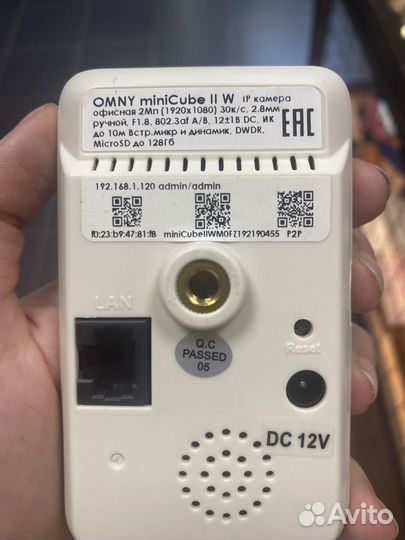 OMNY miniCube II W IP камера
офисная 2Мп (1920x1080) 30к/с, 2.8мм
ручной, F1.8, 802.3af A/B, 12±1В DC, ИК
до 10м Встр.микр и динамик, DWDR,
MicroSD до 128Гб
EAC
192.168.1.120 admin/admin
f0:23:b9:47:81:f8 miniCubeIIWM0FZ192190455 P2P
LAN
Q.C
PASSED
05
Reset
DC 12V
Avito